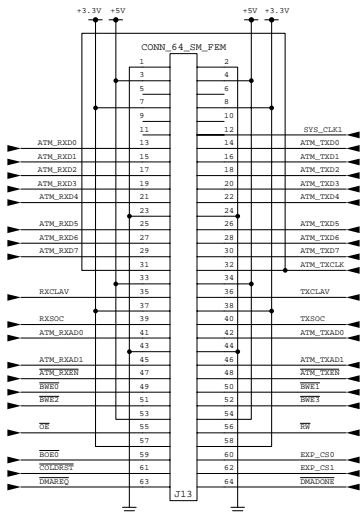 +3.3V +5V +5V +3.3V
CONN_64_SM_FEM
1 2
3 4
5 6
7 8
9 10
11 12 SYS_CLK1
ATM_RXD0 13 14 ATM_TXD0
ATM_RXD1 15 16 ATM_TXD1
ATM_RXD2 17 18 ATM_TXD2
ATM_RXD3 19 20 ATM_TXD3
ATM_RXD4 21 22 ATM_TXD4
23 24
ATM_RXD5 25 26 ATM_TXD5
ATM_RXD6 27 28 ATM_TXD6
ATM_RXD7 29 30 ATM_TXD7
31 32 ATM_TXCLK
33 34
RXCLAV 35 36 TXCLAV
37 38
RXSOC 39 40 TXSOC
ATM_RXAD0 41 42 ATM_TXAD0
43 44
ATM_RXAD1 45 46 ATM_TXAD1
ATM_RXEN 47 48 ATM_TXEN
BWE0 49 50 BWE1
BWE2 51 52 BWE3
53 54
OE 55 56 RW
57 58
BOE0 59 60 EXP_CS0
COLDRST 61 62 EXP_CS1
DMAREQ 63 64 DMADONE
J13